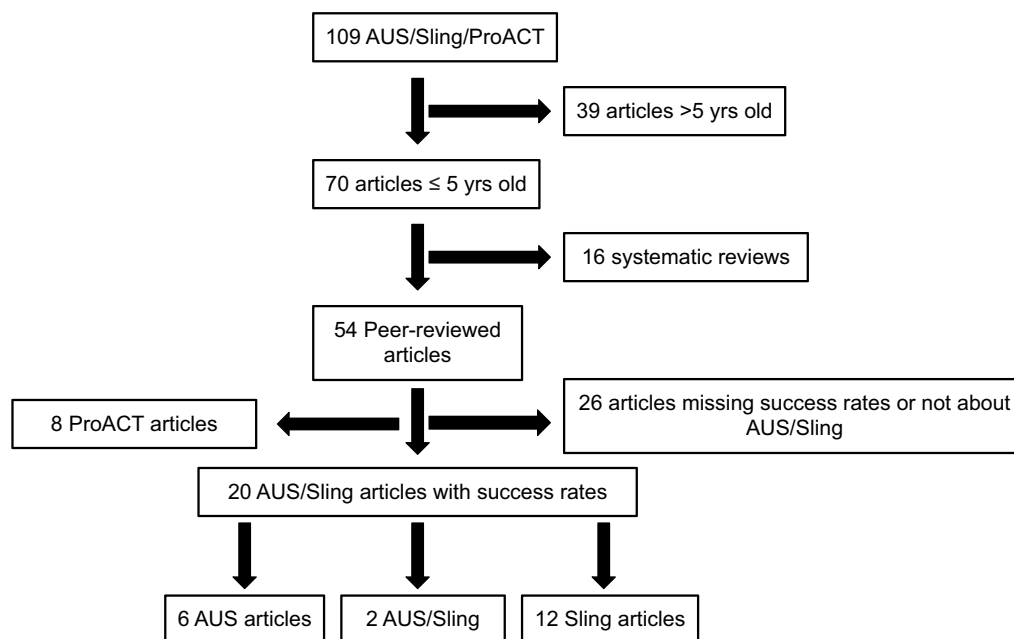 109 AUS/Sling/ProACT
39 articles >5 yrs old
70 articles ≤ 5 yrs old
16 systematic reviews
54 Peer-reviewed
articles
8 ProACT articles
26 articles missing success rates or not about
AUS/Sling
20 AUS/Sling articles with success rates
6 AUS articles
2 AUS/Sling
12 Sling articles